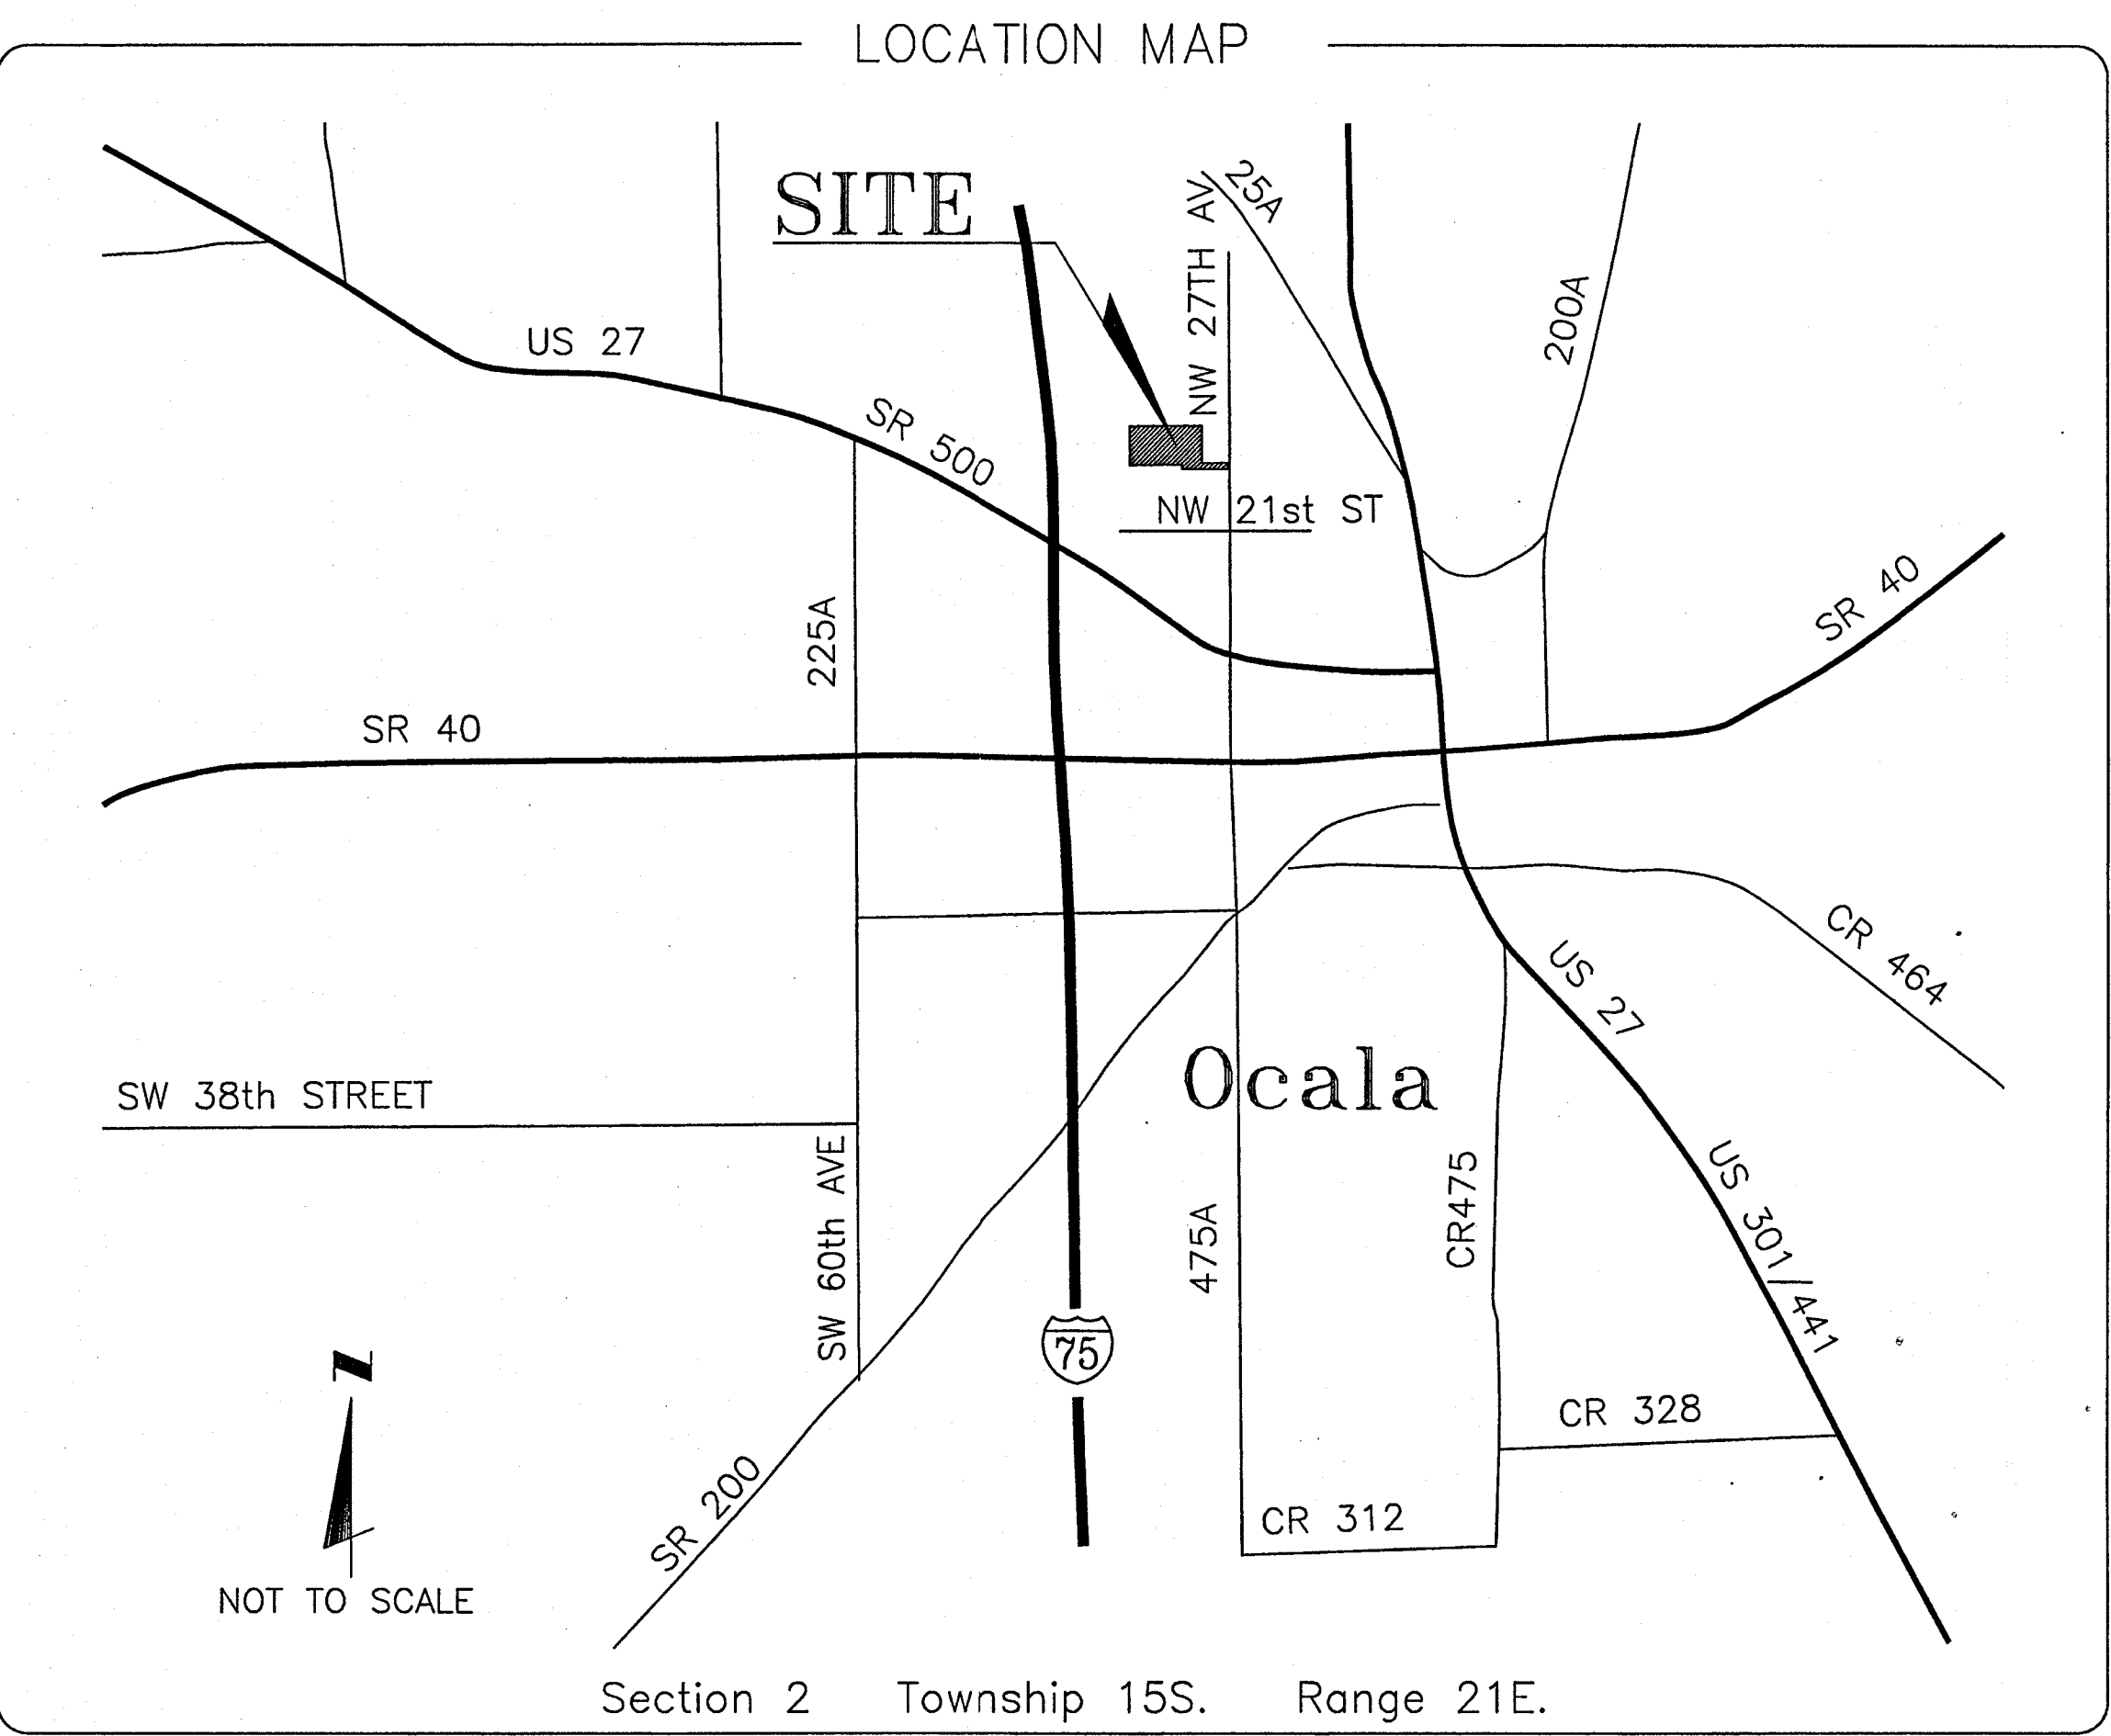 LOCATION MAP
SITE
NW 27TH AV
25A
200A
US 27
SR 500
NW 21st ST
SR 40
225A
SR 40
CR 464
US 27
Ocala
SW 38th STREET
SW 60th AVE
475A
CR475
US 301/441
75
N
CR 328
SR 200
CR 312
NOT TO SCALE
Section 2 Township 15S. Range 21E.